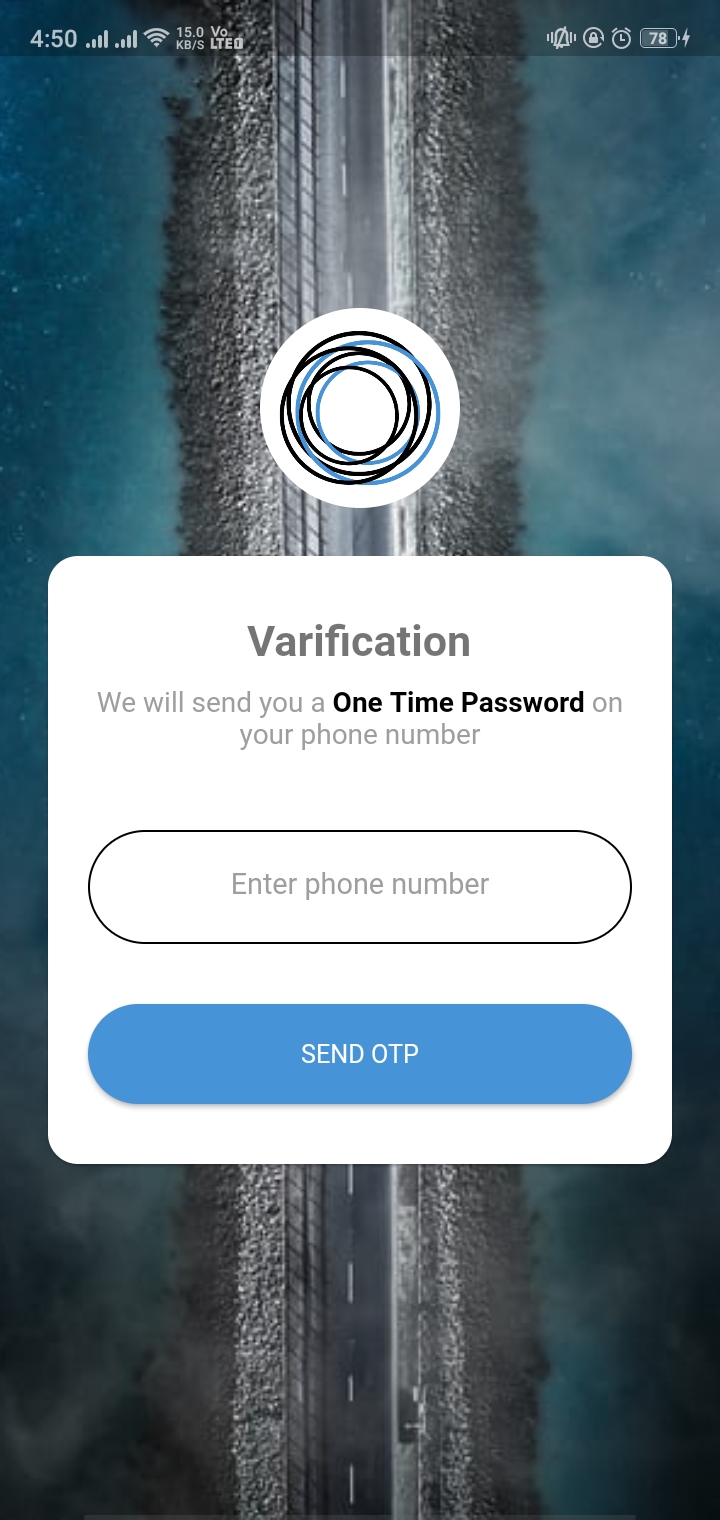 4:50 15.0 KB/S Vo LTE 78
Varification
We will send you a One Time Password on
your phone number
Enter phone number
SEND OTP